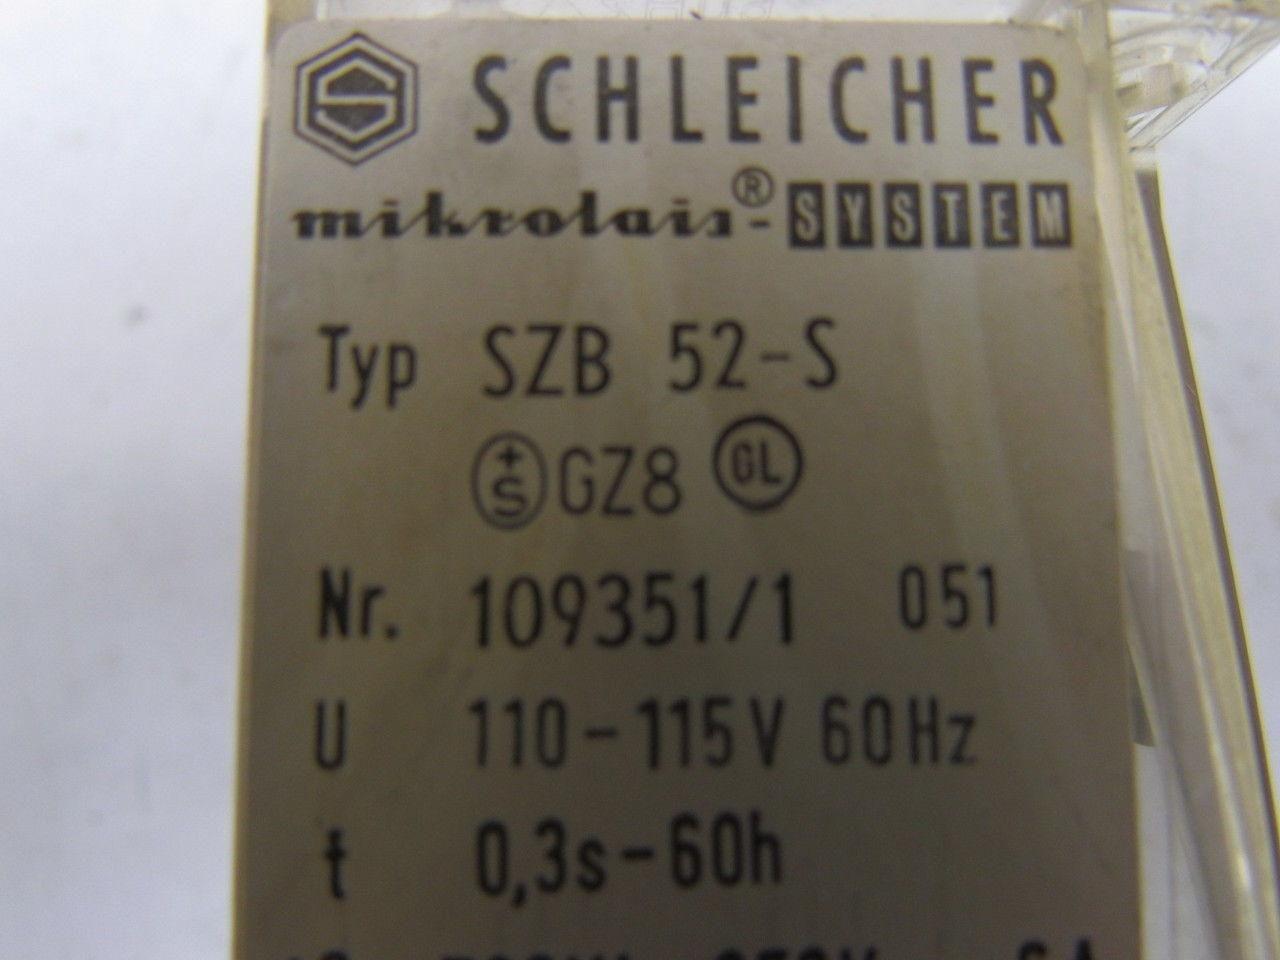 SCHLEICHER
mikrolais®-SYSTEM
Typ SZB 52-S
+S GZ8 GL
Nr. 109351/1 051
U 110-115V 60Hz
t 0,3s-60h